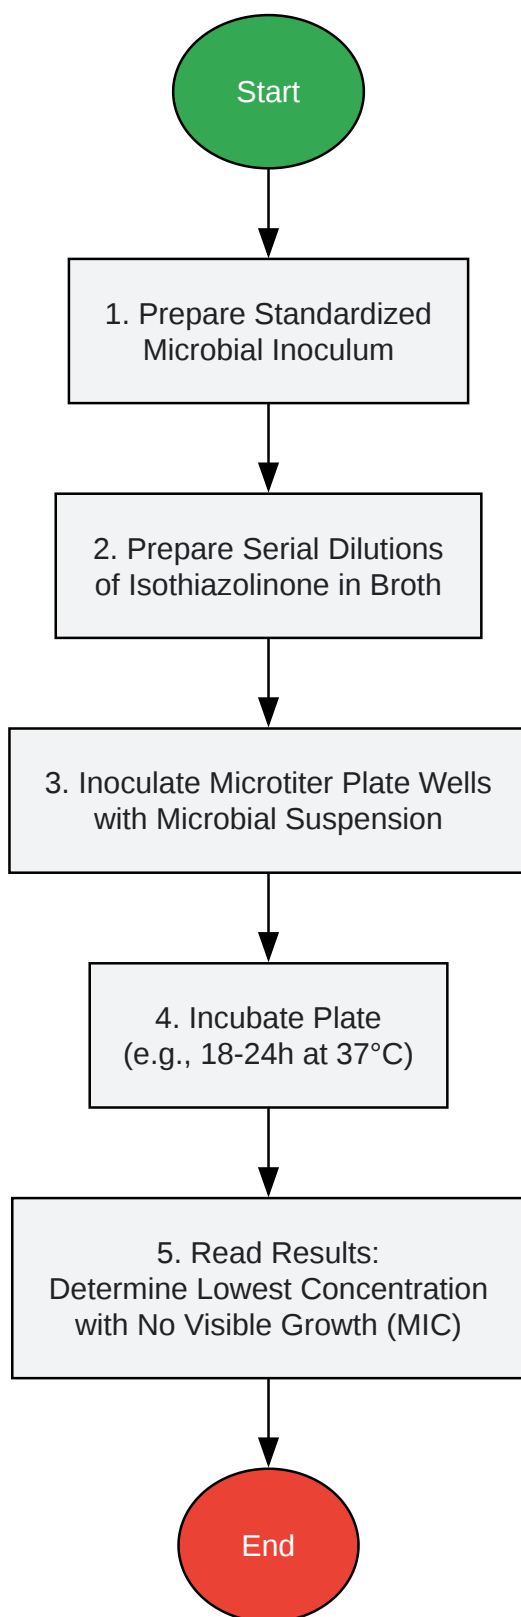 Start
1. Prepare Standardized
Microbial Inoculum
2. Prepare Serial Dilutions
of Isothiazolinone in Broth
3. Inoculate Microtiter Plate Wells
with Microbial Suspension
4. Incubate Plate
(e.g., 18-24h at 37°C)
5. Read Results:
Determine Lowest Concentration
with No Visible Growth (MIC)
End